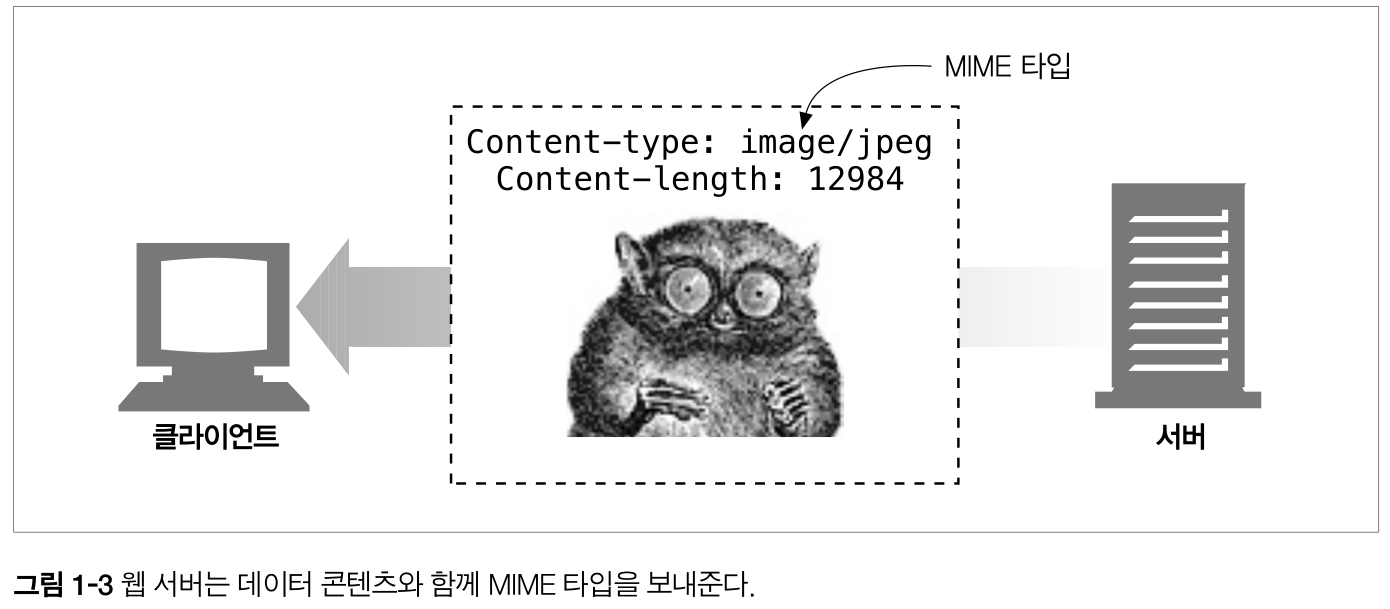 MIME 타입
Content-type: image/jpeg
Content-length: 12984
클라이언트
서버
그림 1-3 웹 서버는 데이터 콘텐츠와 함께 MIME 타입을 보내준다.